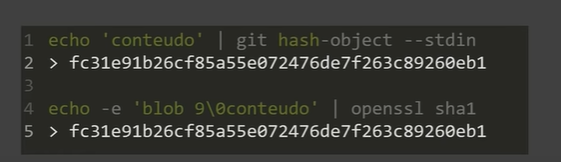 1 echo 'conteudo' | git hash-object --stdin
2 > fc31e91b26cf85a55e072476de7f263c89260eb1
3
4 echo -e 'blob 9\0conteudo' | openssl sha1
5 > fc31e91b26cf85a55e072476de7f263c89260eb1